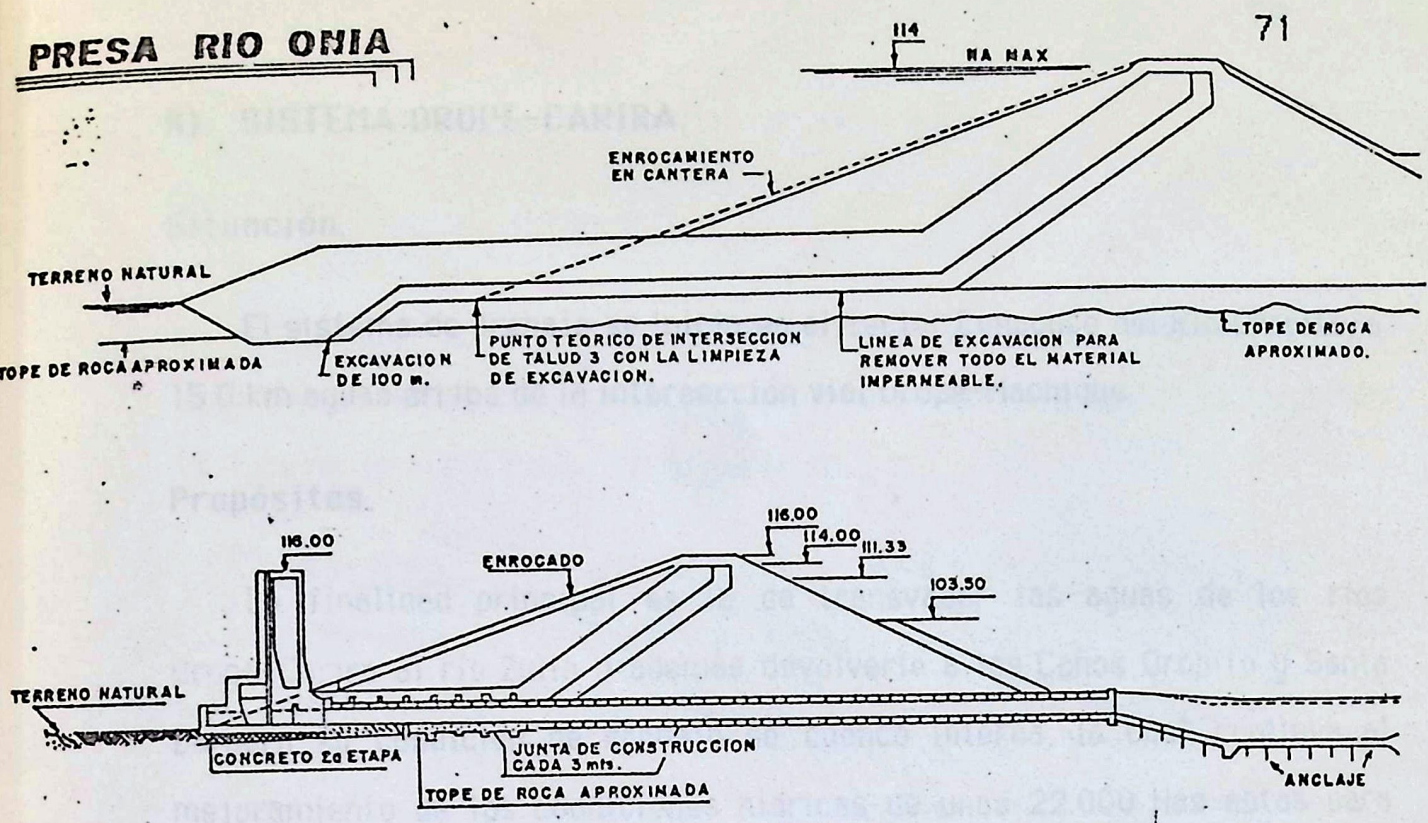 PRESA RIO ONIA
71
114
NA MAX
ENROCAMIENTO
EN CANTERA
TERRENO NATURAL
TOPE DE ROCA APROXIMADA
EXCAVACION
DE 100 m.
PUNTO TEORICO DE INTERSECCION
DE TALUD 3 CON LA LIMPIEZA
DE EXCAVACION.
LINEA DE EXCAVACION PARA
REMOVER TODO EL MATERIAL
IMPERMEABLE.
TOPE DE ROCA
APROXIMADO.
Situación.
Propósitos.
116.00
ENROCADO
116.00
114.00
111.33
103.50
TERRENO NATURAL
CONCRETO 2a ETAPA
JUNTA DE CONSTRUCCION
CADA 3 mts.
TOPE DE ROCA APROXIMADA
ANCLAJE